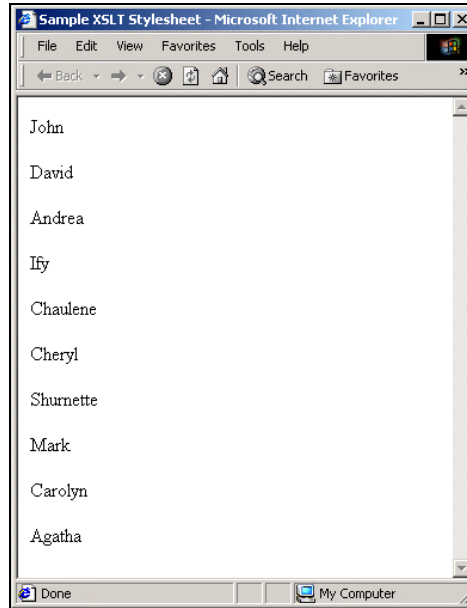 Sample XSLT Stylesheet - Microsoft Internet Explorer
File Edit View Favorites Tools Help
Back Search Favorites »
John
David
Andrea
Ify
Chaulene
Cheryl
Shurnette
Mark
Carolyn
Agatha
Done My Computer